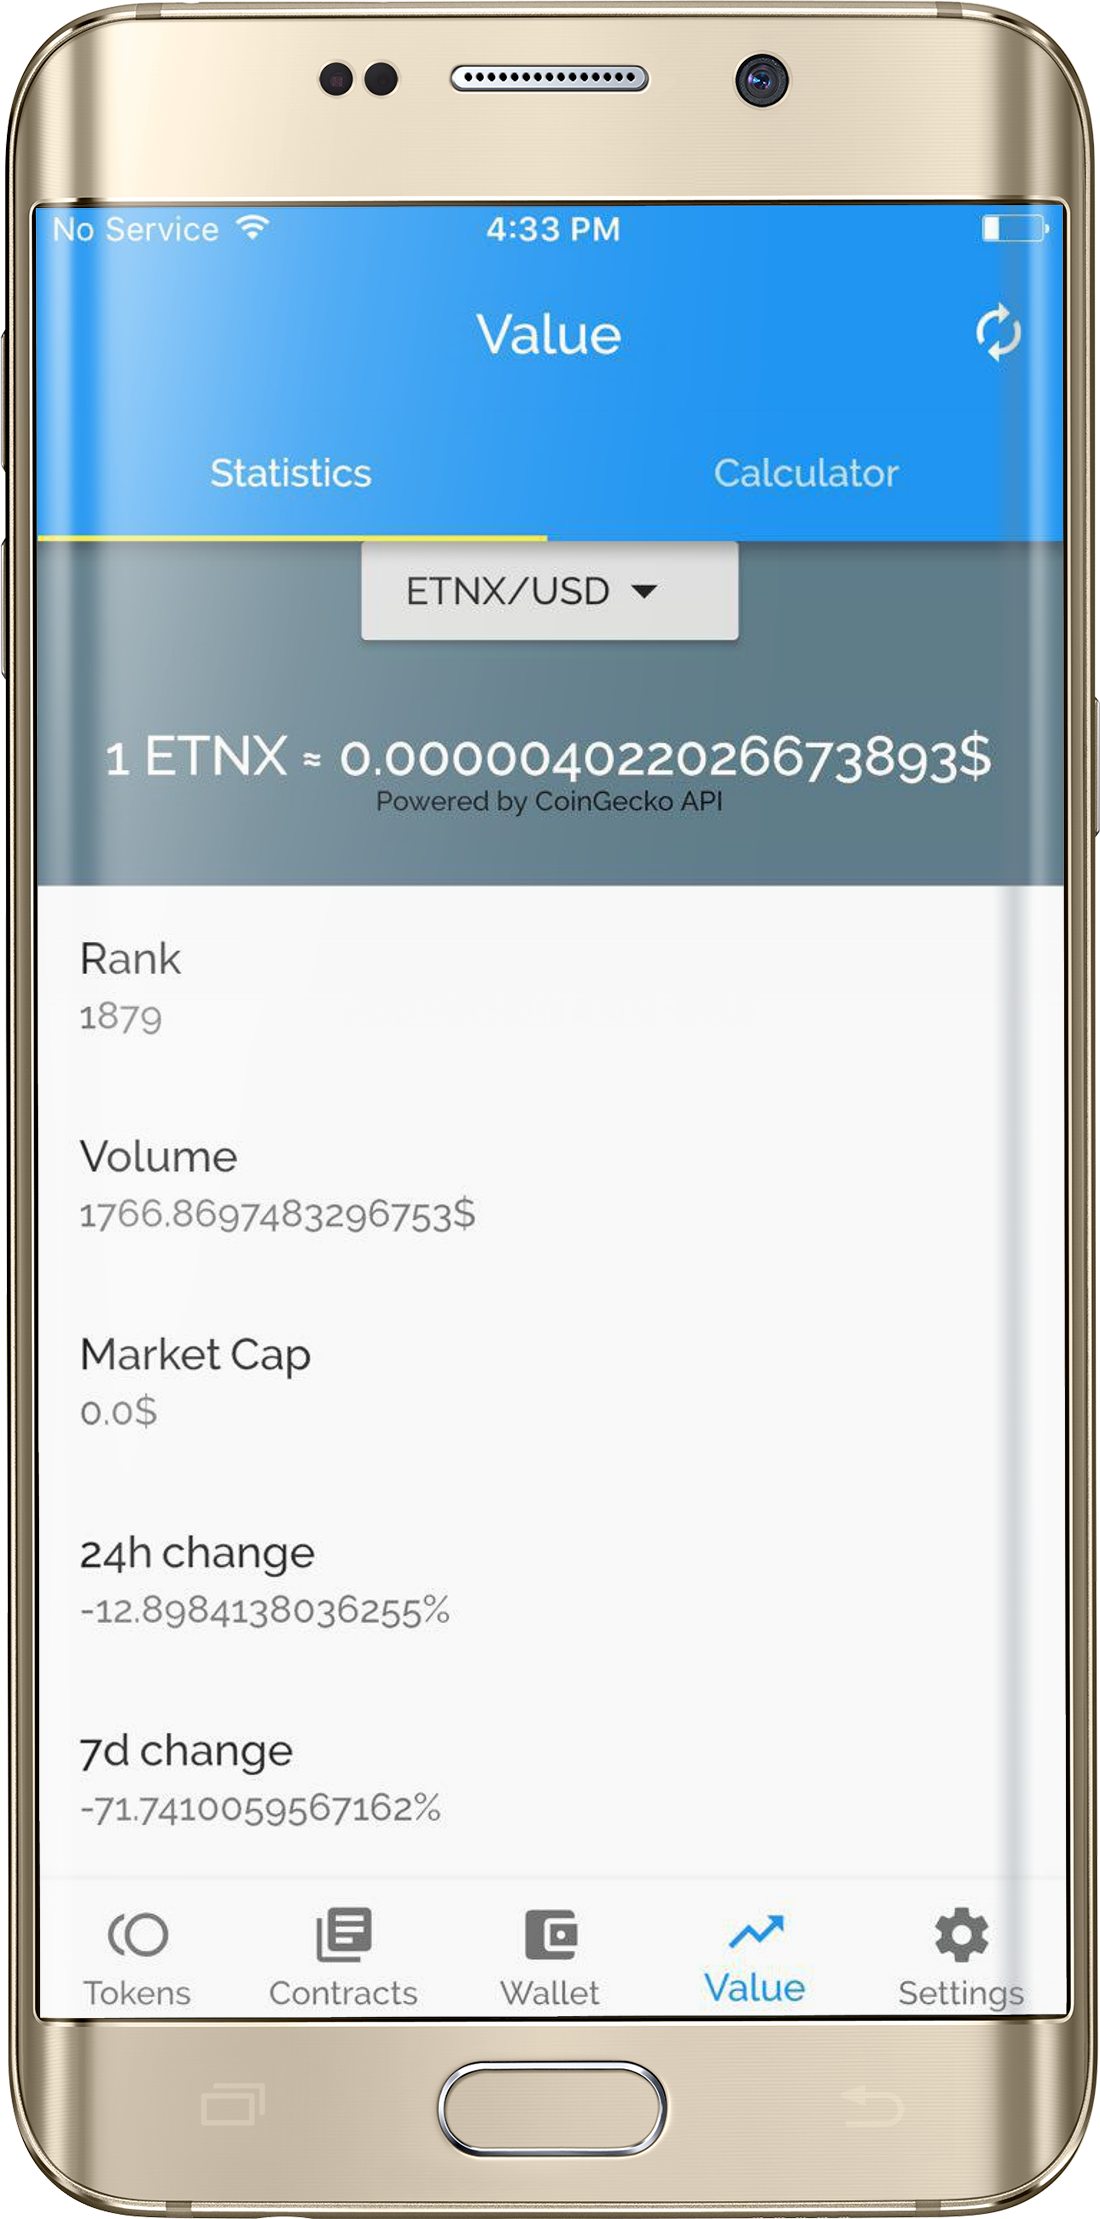 No Service 4:33 PM
Value
Statistics Calculator
ETNX/USD
1 ETNX ≈ 0.000004022026673893$
Powered by CoinGecko API
Rank
1879
Volume
1766.8697483296753$
Market Cap
0.0$
24h change
-12.8984138036255%
7d change
-71.7410059567162%
Tokens Contracts Wallet Value Settings